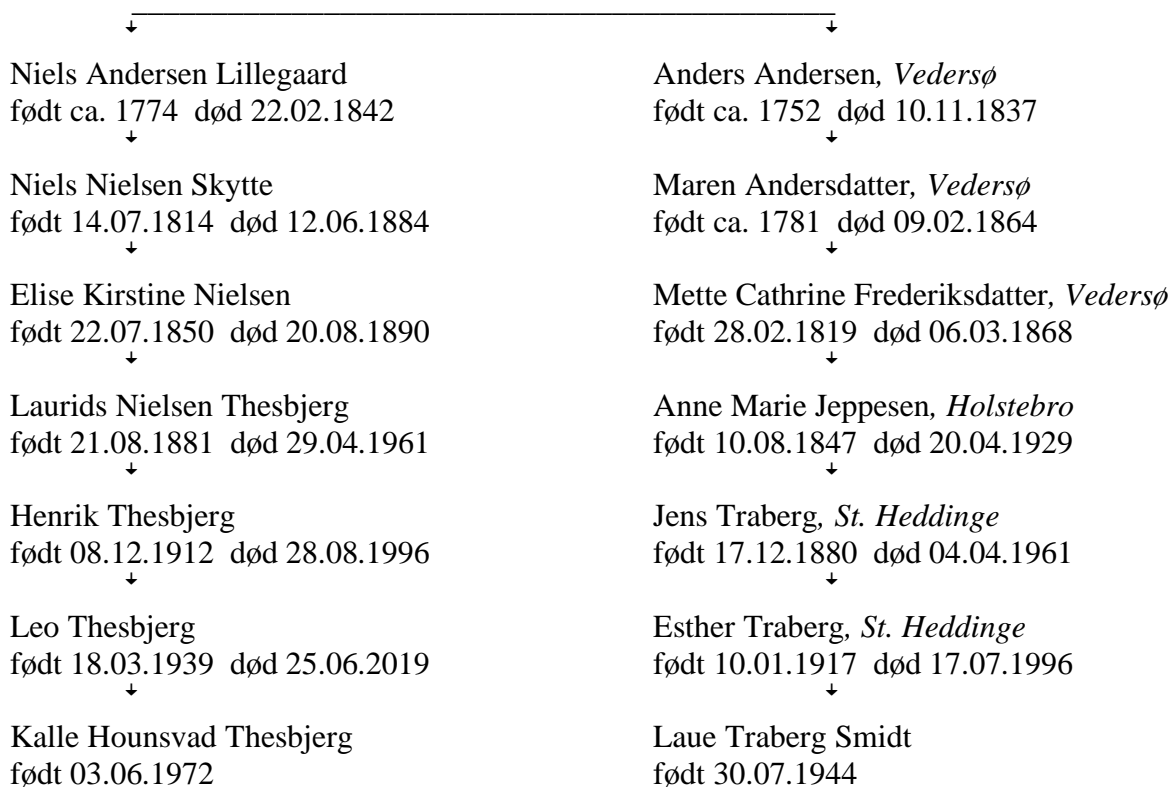 Niels Andersen Lillegaard
født ca. 1774 død 22.02.1842
Niels Nielsen Skytte
født 14.07.1814 død 12.06.1884
Elise Kirstine Nielsen
født 22.07.1850 død 20.08.1890
Laurids Nielsen Thesbjerg
født 21.08.1881 død 29.04.1961
Henrik Thesbjerg
født 08.12.1912 død 28.08.1996
Leo Thesbjerg
født 18.03.1939 død 25.06.2019
Kalle Hounsvad Thesbjerg
født 03.06.1972
Anders Andersen, Vedersø
født ca. 1752 død 10.11.1837
Maren Andersdatter, Vedersø
født ca. 1781 død 09.02.1864
Mette Cathrine Frederiksdatter, Vedersø
født 28.02.1819 død 06.03.1868
Anne Marie Jeppesen, Holstebro
født 10.08.1847 død 20.04.1929
Jens Traberg, St. Heddinge
født 17.12.1880 død 04.04.1961
Esther Traberg, St. Heddinge
født 10.01.1917 død 17.07.1996
Laue Traberg Smidt
født 30.07.1944